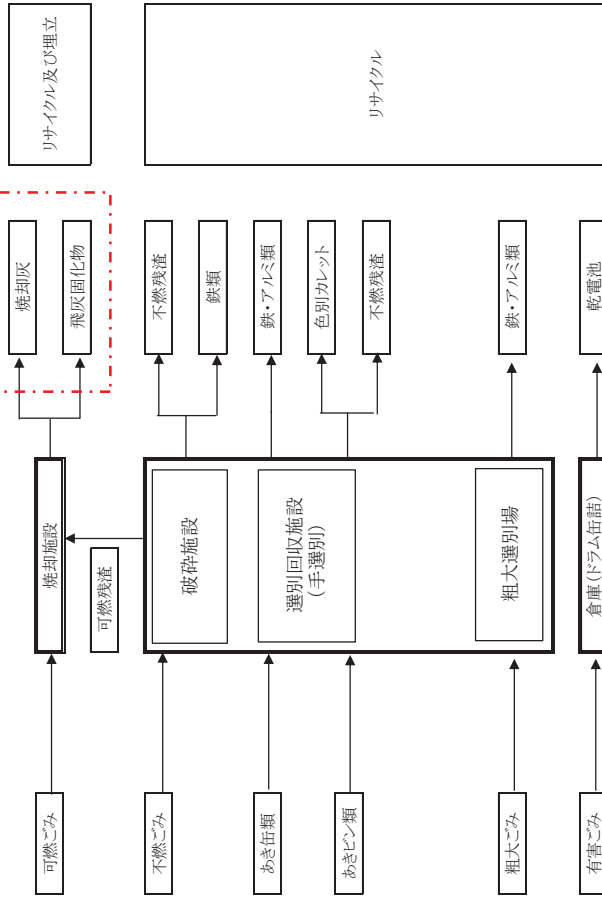 可燃ごみ
焼却施設
焼却灰
飛灰固化物
リサイクル及び埋立
可燃残渣
不燃ごみ
破砕施設
不燃残渣
鉄類
あき缶類
選別回収施設
(手選別)
鉄・アルミ類
あきビン類
色別カレット
不燃残渣
粗大ごみ
粗大選別場
鉄・アルミ類
リサイクル
有害ごみ
倉庫(ドラム缶詰)
乾電池